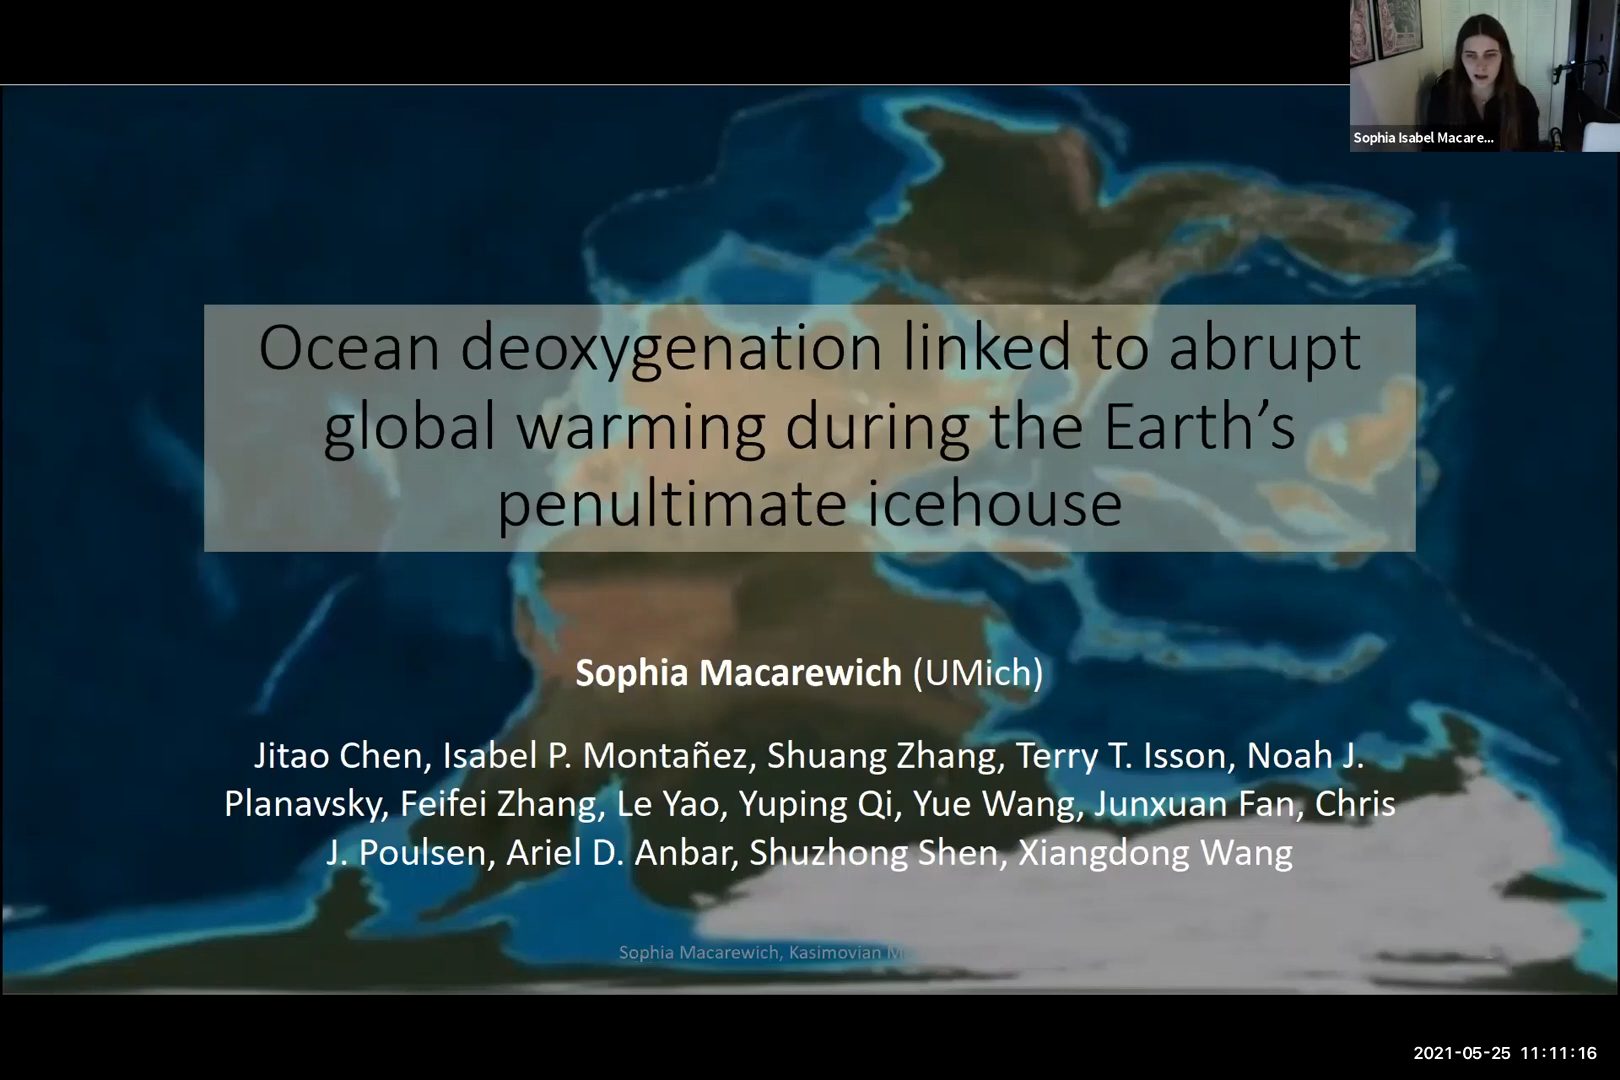 Sophia Isabel Macare...
Ocean deoxygenation linked to abrupt
global warming during the Earth’s
penultimate icehouse
Sophia Macarewich (UMich)
Jitao Chen, Isabel P. Montañez, Shuang Zhang, Terry T. Isson, Noah J.
Planavsky, Feifei Zhang, Le Yao, Yuping Qi, Yue Wang, Junxuan Fan, Chris
J. Poulsen, Ariel D. Anbar, Shuzhong Shen, Xiangdong Wang
Sophia Macarewich, Kasimovian
2021-05-25 11:11:16